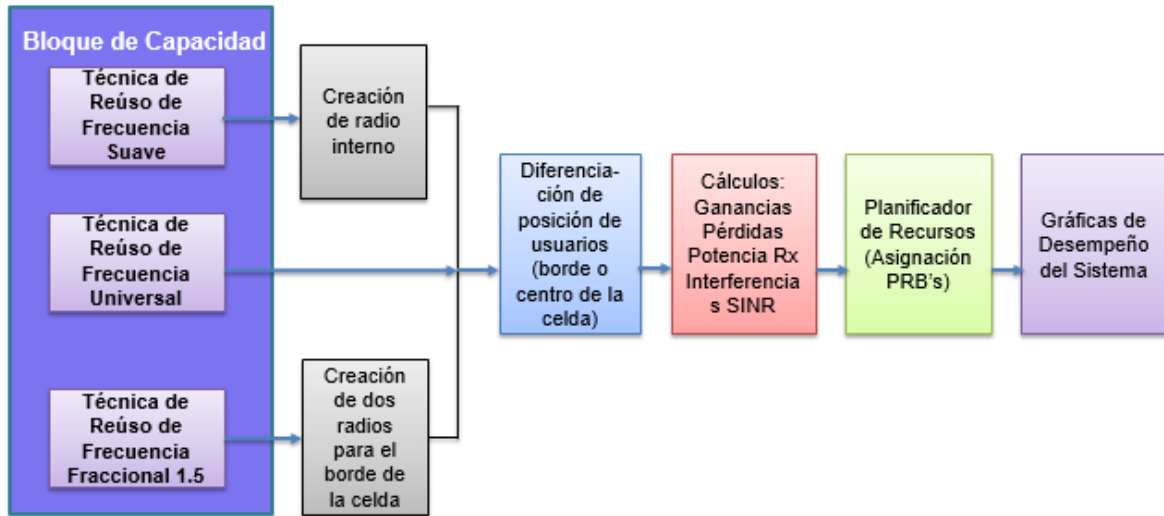 Bloque de Capacidad
Técnica de
Reúso de
Frecuencia
Suave
Creación
de radio
interno
Técnica de
Reúso de
Frecuencia
Universal
Técnica de
Reúso de
Frecuencia
Fraccional 1.5
Creación
de dos
radios
para el
borde de
la celda
Diferencia-
ción de
posición de
usuarios
(borde o
centro de la
celda)
Cálculos:
Ganancias
Pérdidas
Potencia Rx
Interferencia
s SINR
Planificador
de Recursos
(Asignación
PRB's)
Gráficas de
Desempeño
del Sistema